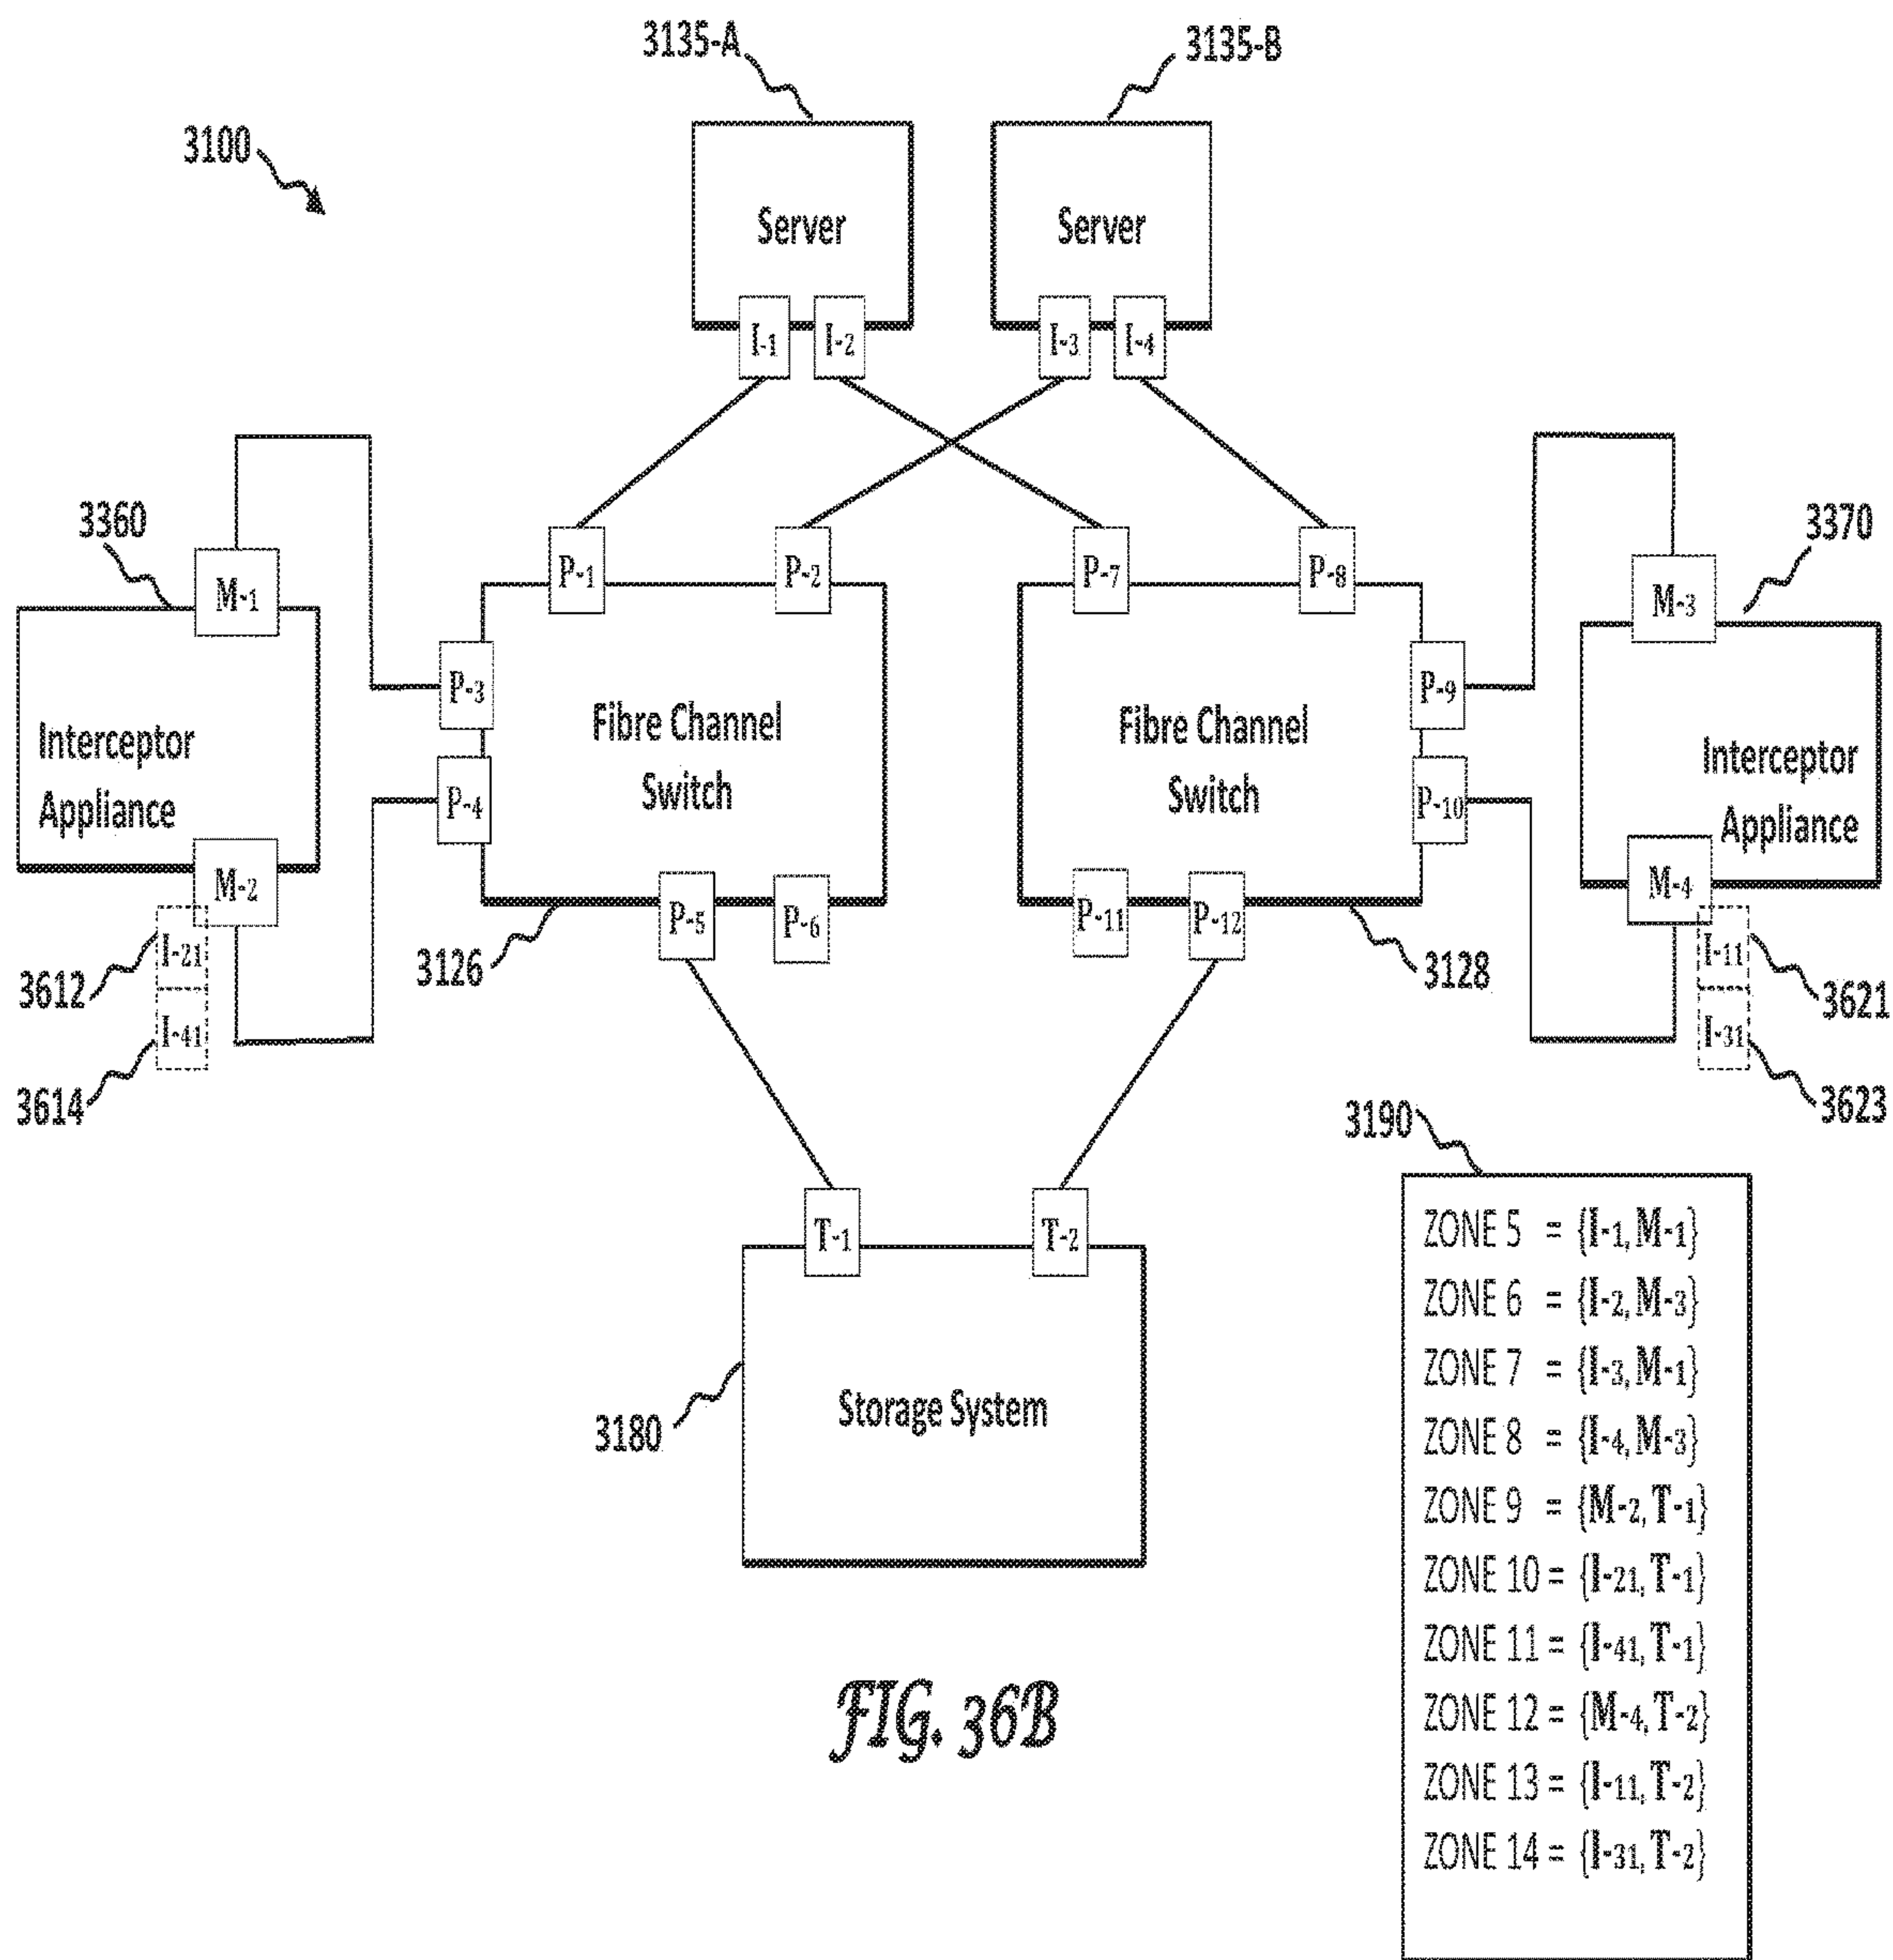 3135-A
3135-B
3100
Server
Server
I-1
I-2
I-3
I-4
3360
3370
M-1
P-1
P-2
P-7
P-8
M-3
P-3
P-9
Interceptor
Appliance
Fibre Channel
Switch
Fibre Channel
Switch
Interceptor
Appliance
P-4
P-10
M-2
M-4
P-5
P-6
P-11
P-12
3612
I-21
3126
3128
I-11
3621
3614
I-41
I-31
3623
3190
T-1
T-2
3180
Storage System
ZONE 5 = {I-1, M-1}
ZONE 6 = {I-2, M-3}
ZONE 7 = {I-3, M-1}
ZONE 8 = {I-4, M-3}
ZONE 9 = {M-2, T-1}
ZONE 10 = {I-21, T-1}
ZONE 11 = {I-41, T-1}
ZONE 12 = {M-4, T-2}
ZONE 13 = {I-11, T-2}
ZONE 14 = {I-31, T-2}
FIG. 36B